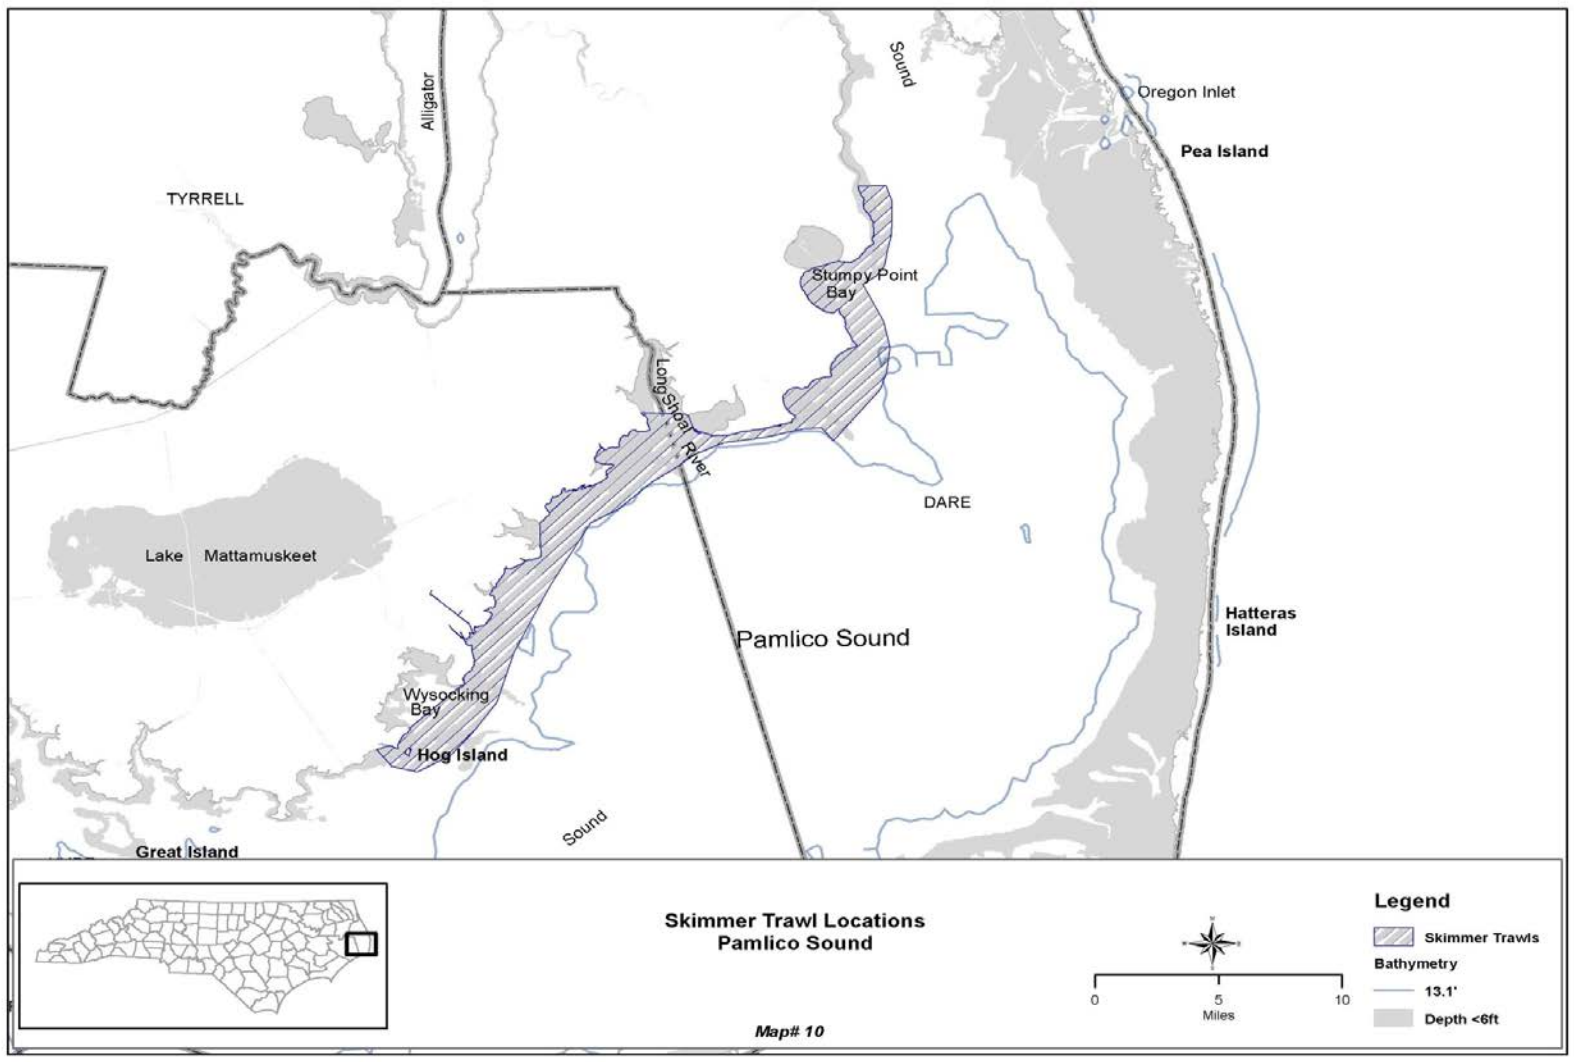 Sound
Alligator
Oregon Inlet
Pea Island
TYRRELL
Stumpy Point
Bay
Long Shoal River
DARE
Lake Mattamuskeet
Hatteras
Island
Pamlico Sound
Wysocking
Bay
Hog Island
Sound
Great Island
Skimmer Trawl Locations
Pamlico Sound
Map# 10
N
W
E
S
0
5
10
Miles
Legend
Skimmer Trawls
Bathymetry
13.1'
Depth <6ft